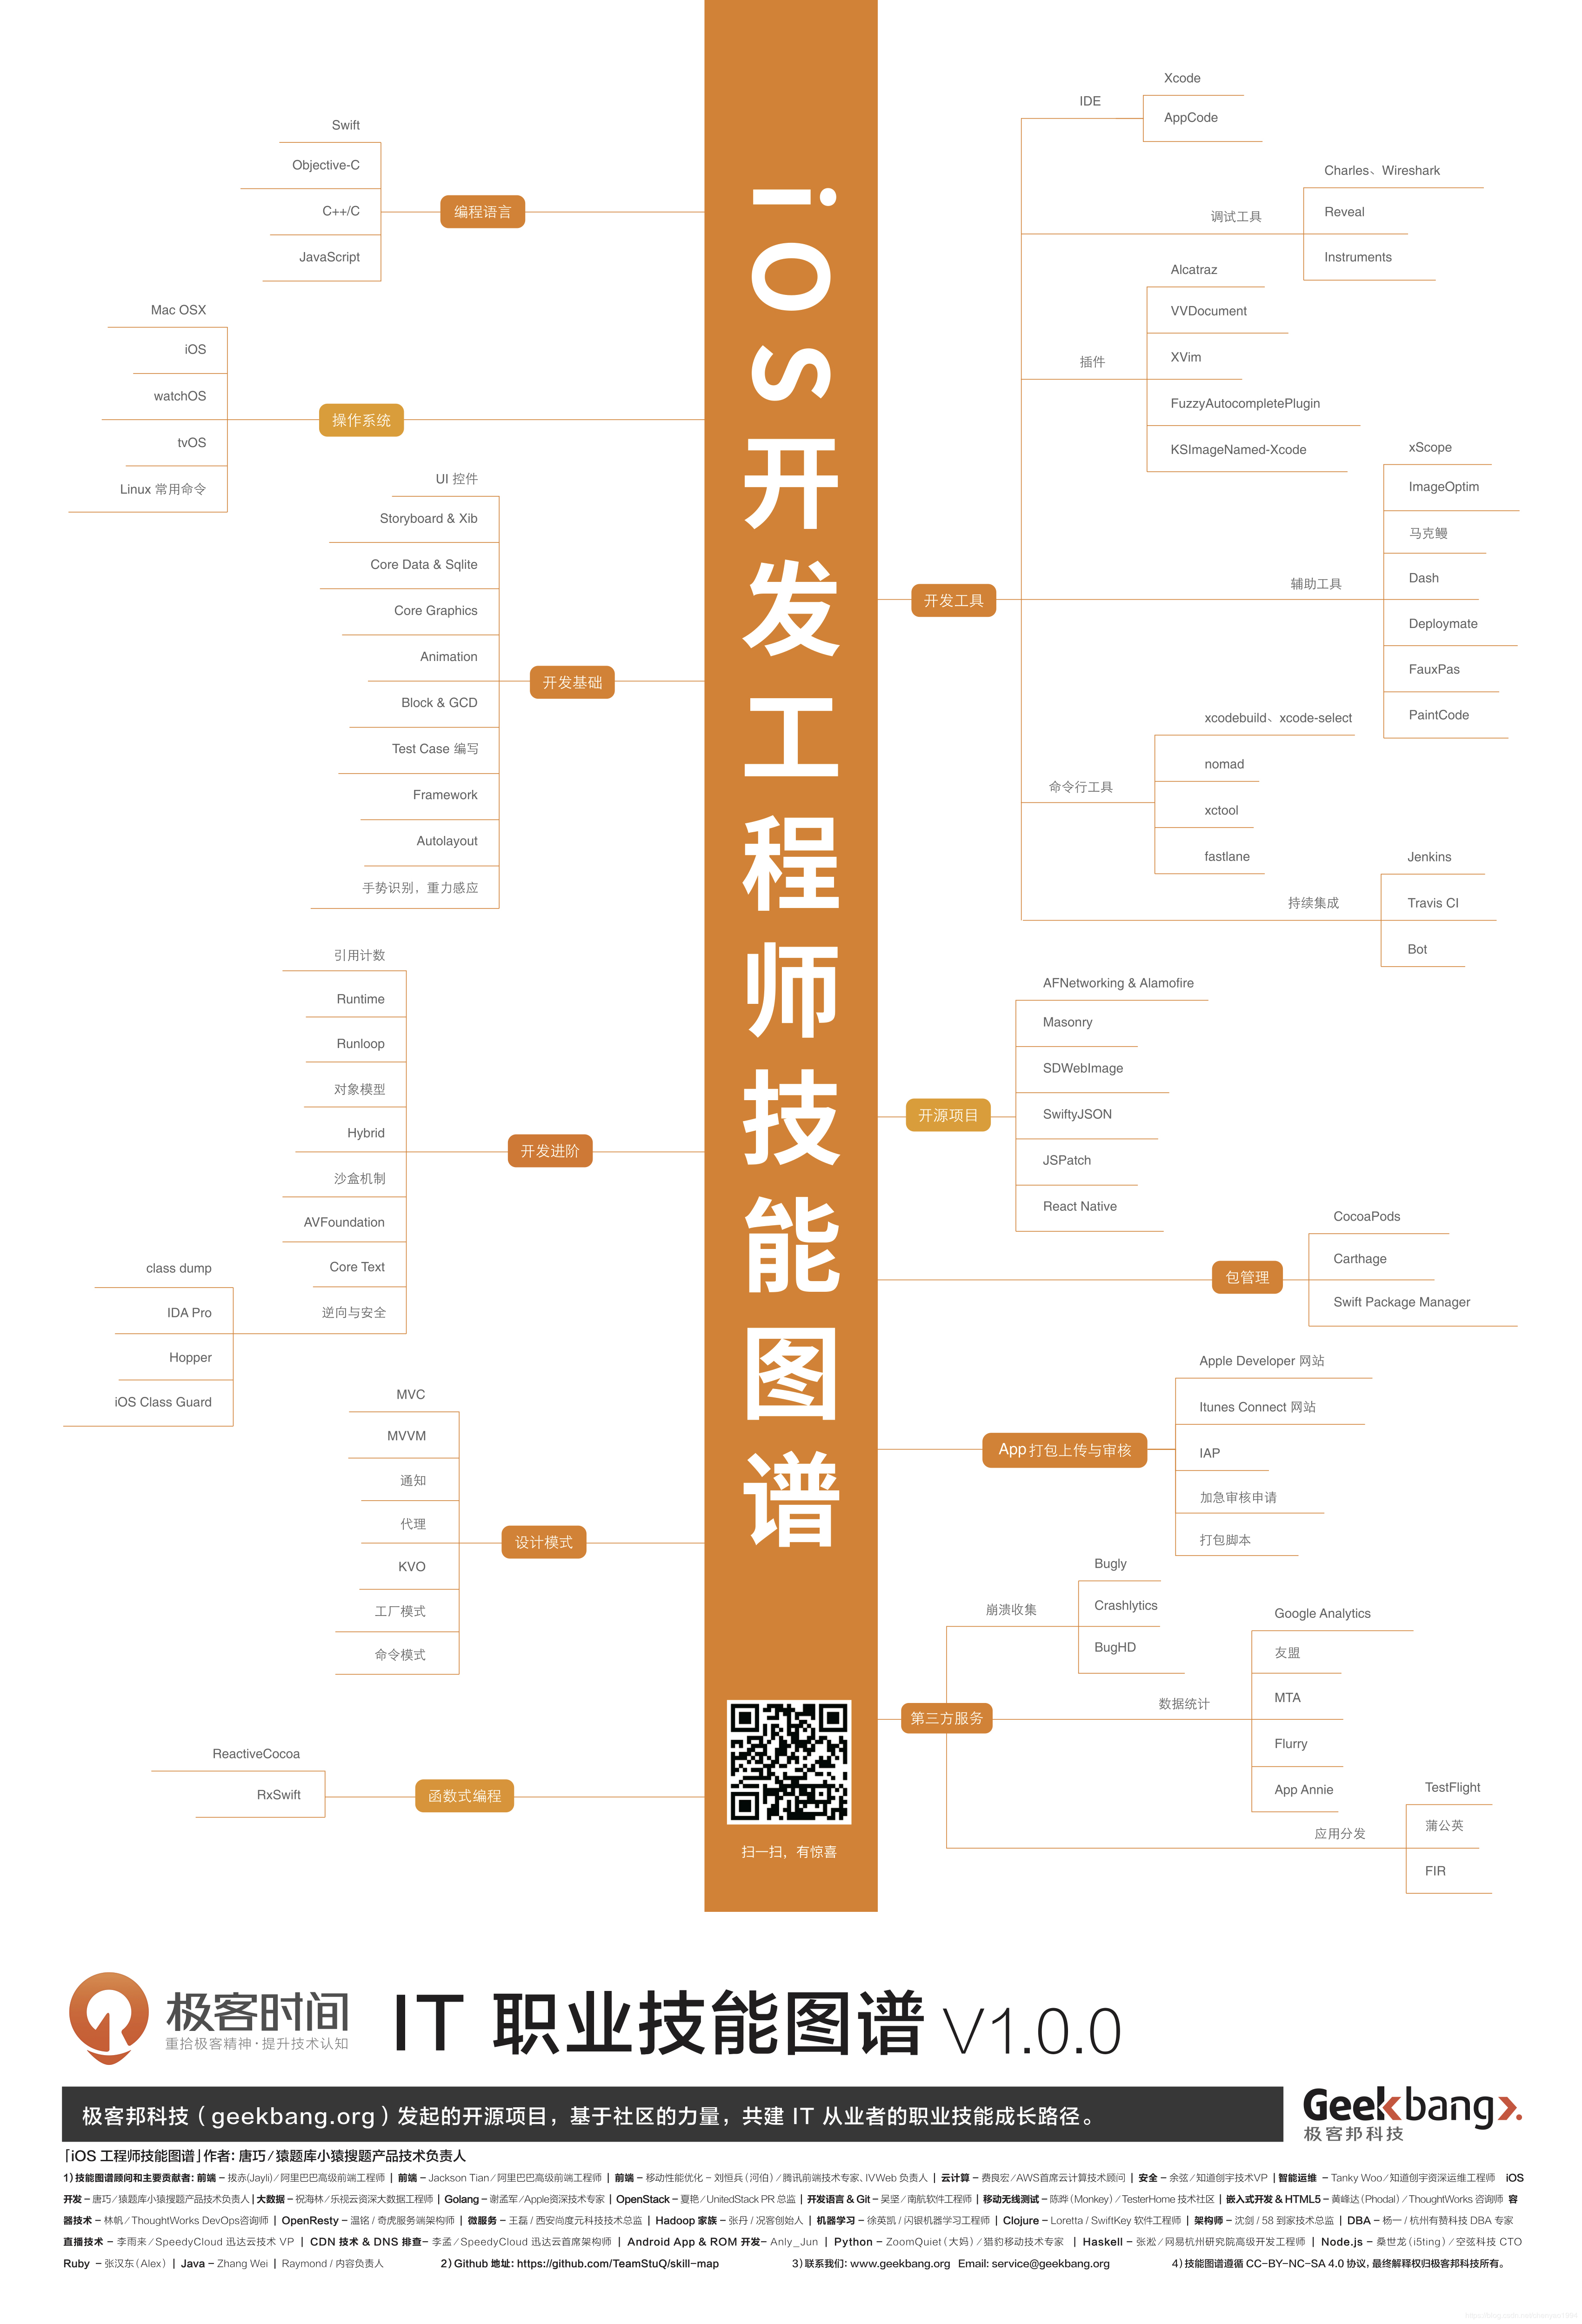 iOS开发工程师技能图谱
Swift
Objective-C
C++/C
JavaScript
编程语言
Mac OSX
iOS
watchOS
tvOS
Linux 常用命令
操作系统
UI 控件
Storyboard & Xib
Core Data & Sqlite
Core Graphics
Animation
Block & GCD
Test Case 编写
Framework
Autolayout
手势识别，重力感应
开发基础
引用计数
Runtime
Runloop
对象模型
Hybrid
沙盒机制
AVFoundation
Core Text
逆向与安全
开发进阶
class dump
IDA Pro
Hopper
iOS Class Guard
MVC
MVVM
通知
代理
KVO
工厂模式
命令模式
设计模式
ReactiveCocoa
RxSwift
函数式编程
开发工具
IDE
Xcode
AppCode
调试工具
Charles、Wireshark
Reveal
Instruments
插件
Alcatraz
VVDocument
XVim
FuzzyAutocompletePlugin
KSImageNamed-Xcode
辅助工具
xScope
ImageOptim
马克鳗
Dash
Deploymate
FauxPas
PaintCode
命令行工具
xcodebuild、xcode-select
nomad
xctool
fastlane
持续集成
Jenkins
Travis CI
Bot
开源项目
AFNetworking & Alamofire
Masonry
SDWebImage
SwiftyJSON
JSPatch
React Native
包管理
CocoaPods
Carthage
Swift Package Manager
App 打包上传与审核
Apple Developer 网站
Itunes Connect 网站
IAP
加急审核申请
打包脚本
第三方服务
崩溃收集
Bugly
Crashlytics
BugHD
数据统计
Google Analytics
友盟
MTA
Flurry
App Annie
应用分发
TestFlight
蒲公英
FIR
扫一扫，有惊喜
极客时间
重拾极客精神·提升技术认知
IT 职业技能图谱 V1.0.0
极客邦科技（geekbang.org）发起的开源项目，基于社区的力量，共建 IT 从业者的职业技能成长路径。
Geekbang>.
极客邦科技
「iOS 工程师技能图谱」作者：唐巧/猿题库小猿搜题产品技术负责人
1）技能图谱顾问和主要贡献者：前端 – 拔赤(Jayli)/阿里巴巴高级前端工程师 | 前端 – Jackson Tian/阿里巴巴高级前端工程师 | 前端 – 移动性能优化 – 刘恒兵（河伯）/腾讯前端技术专家、IVWeb 负责人 | 云计算 – 费良宏/AWS首席云计算技术顾问 | 安全 – 余弦/知道创宇技术VP | 智能运维 – Tanky Woo/知道创宇资深运维工程师 iOS
开发 – 唐巧/猿题库小猿搜题产品技术负责人 | 大数据 – 祝海林/乐视云资深大数据工程师 | Golang – 谢孟军/Apple资深技术专家 | OpenStack – 夏艳/UnitedStack PR 总监 | 开发语言 & Git – 吴坚/南航软件工程师 | 移动无线测试 – 陈晔（Monkey）/TesterHome 技术社区 | 嵌入式开发 & HTML5 – 黄峰达（Phodal）/ThoughtWorks 咨询师 容
器技术 – 林帆/ThoughtWorks DevOps咨询师 | OpenResty – 温铭/奇虎服务端架构师 | 微服务 – 王磊/西安尚度元科技技术总监 | Hadoop 家族 – 张丹/况客创始人 | 机器学习 – 徐英凯/闪银机器学习工程师 | Clojure – Loretta/SwiftKey 软件工程师 | 架构师 – 沈剑/58 到家技术总监 | DBA – 杨一/杭州有赞科技 DBA 专家
直播技术 – 李雨来/SpeedyCloud 迅达云技术 VP | CDN 技术 & DNS 排查– 李孟/SpeedyCloud 迅达云首席架构师 | Android App & ROM 开发– Anly_Jun | Python – ZoomQuiet（大妈）/猎豹移动技术专家 | Haskell – 张淞/网易杭州研究院高级开发工程师 | Node.js – 桑世龙（i5ting）/空弦科技 CTO
Ruby – 张汉东（Alex） | Java – Zhang Wei | Raymond/内容负责人 2）Github 地址：https://github.com/TeamStuQ/skill-map 3）联系我们：www.geekbang.org Email: service@geekbang.org 4）技能图谱遵循 CC-BY-NC-SA 4.0 协议，最终解释权归极客邦科技所有。